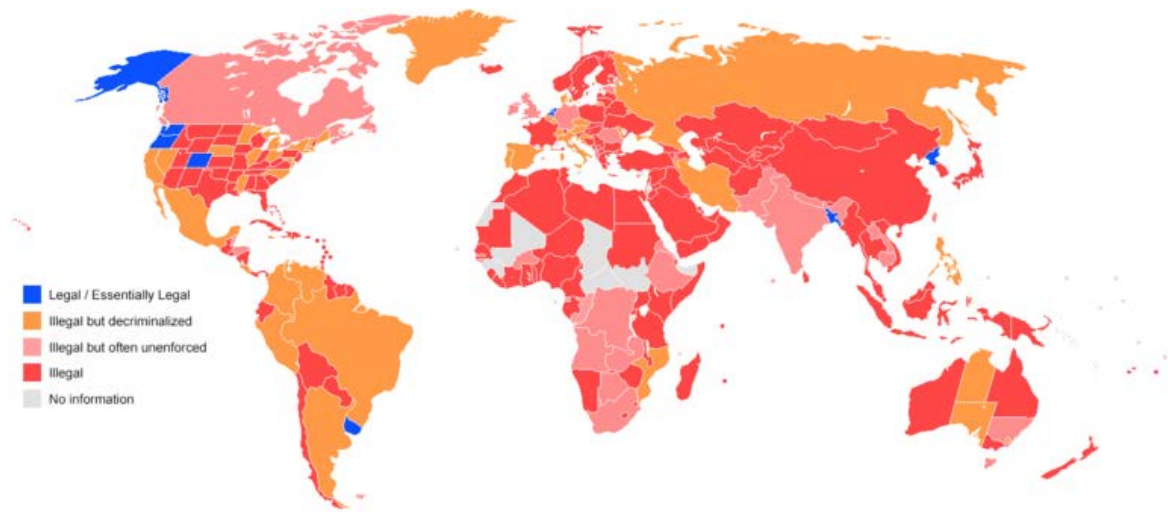 Legal / Essentially Legal
Illegal but decriminalized
Illegal but often unenforced
Illegal
No information